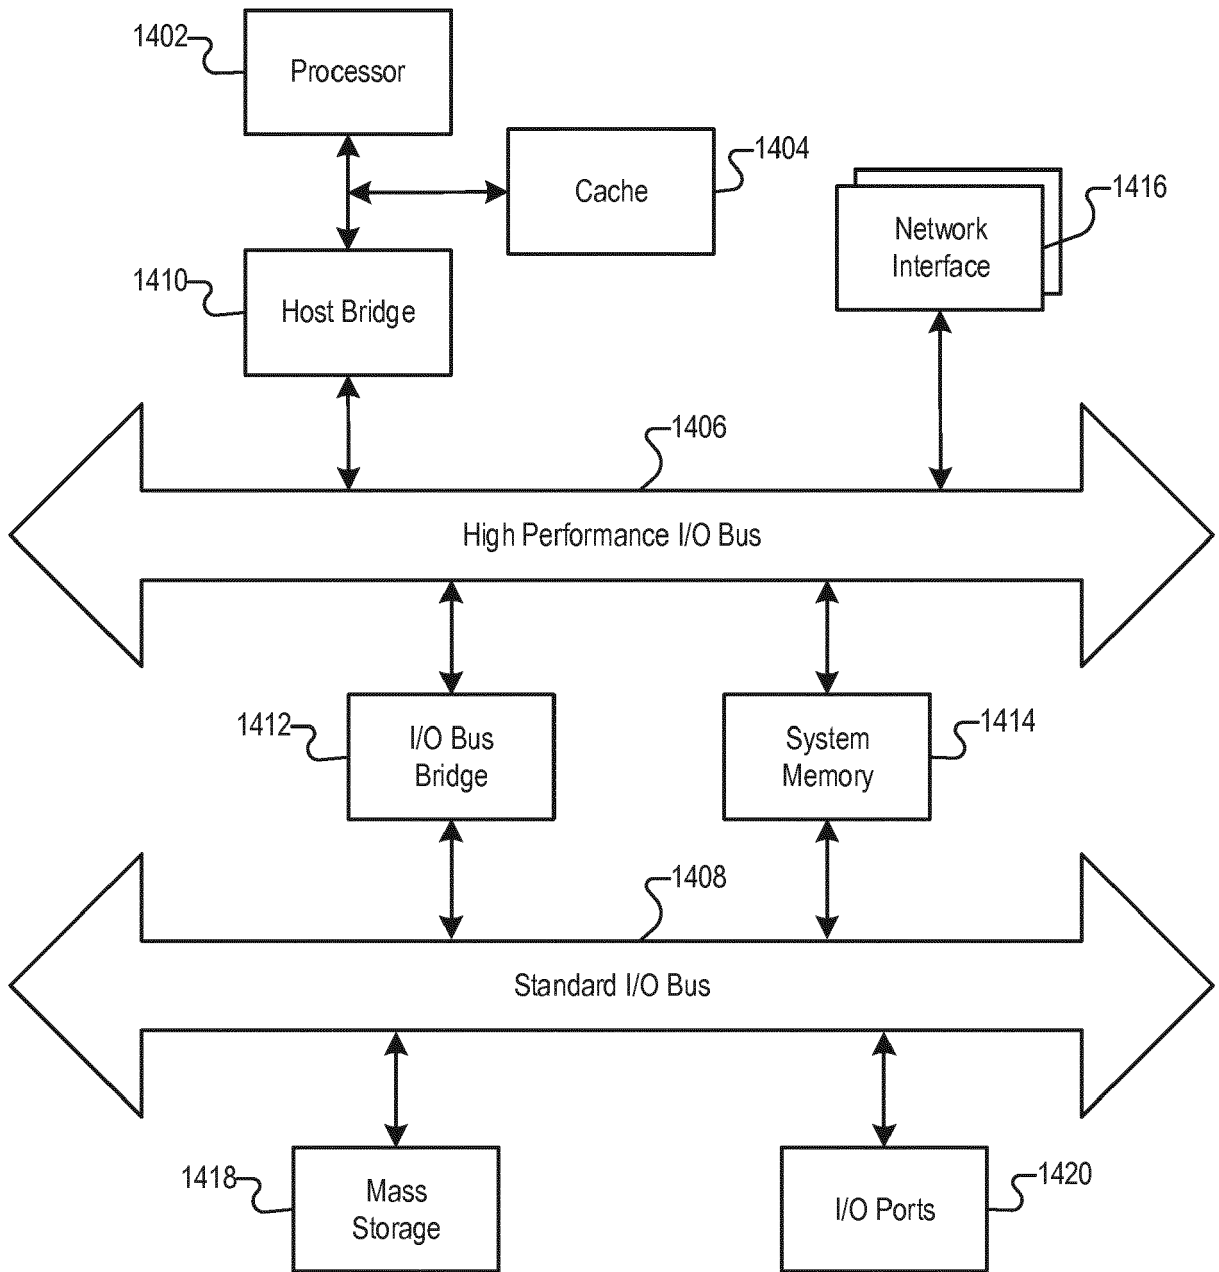 1402
Processor
1404
Cache
1416
Network
Interface
1410
Host Bridge
1406
High Performance I/O Bus
1412
I/O Bus
Bridge
1414
System
Memory
1408
Standard I/O Bus
1418
Mass
Storage
1420
I/O Ports